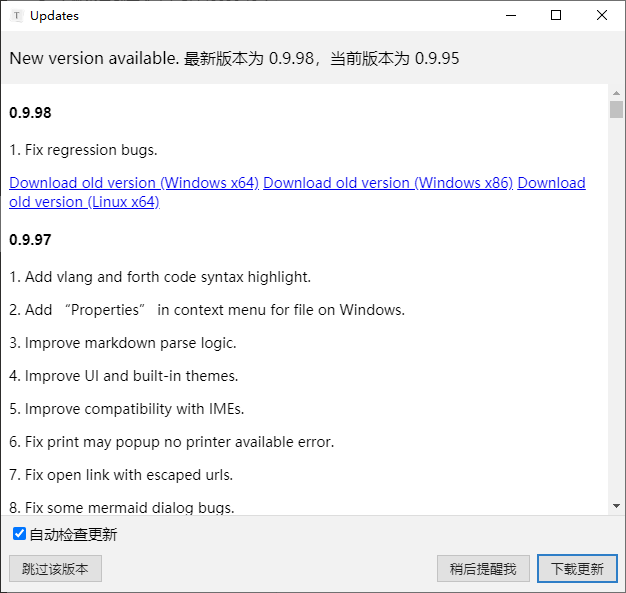 T Updates
New version available. 最新版本为 0.9.98，当前版本为 0.9.95
0.9.98
1. Fix regression bugs.
Download old version (Windows x64) Download old version (Windows x86) Download
old version (Linux x64)
0.9.97
1. Add vlang and forth code syntax highlight.
2. Add “Properties” in context menu for file on Windows.
3. Improve markdown parse logic.
4. Improve UI and built-in themes.
5. Improve compatibility with IMEs.
6. Fix print may popup no printer available error.
7. Fix open link with escaped urls.
8. Fix some mermaid dialog bugs.
自动检查更新
跳过该版本 稍后提醒我 下载更新